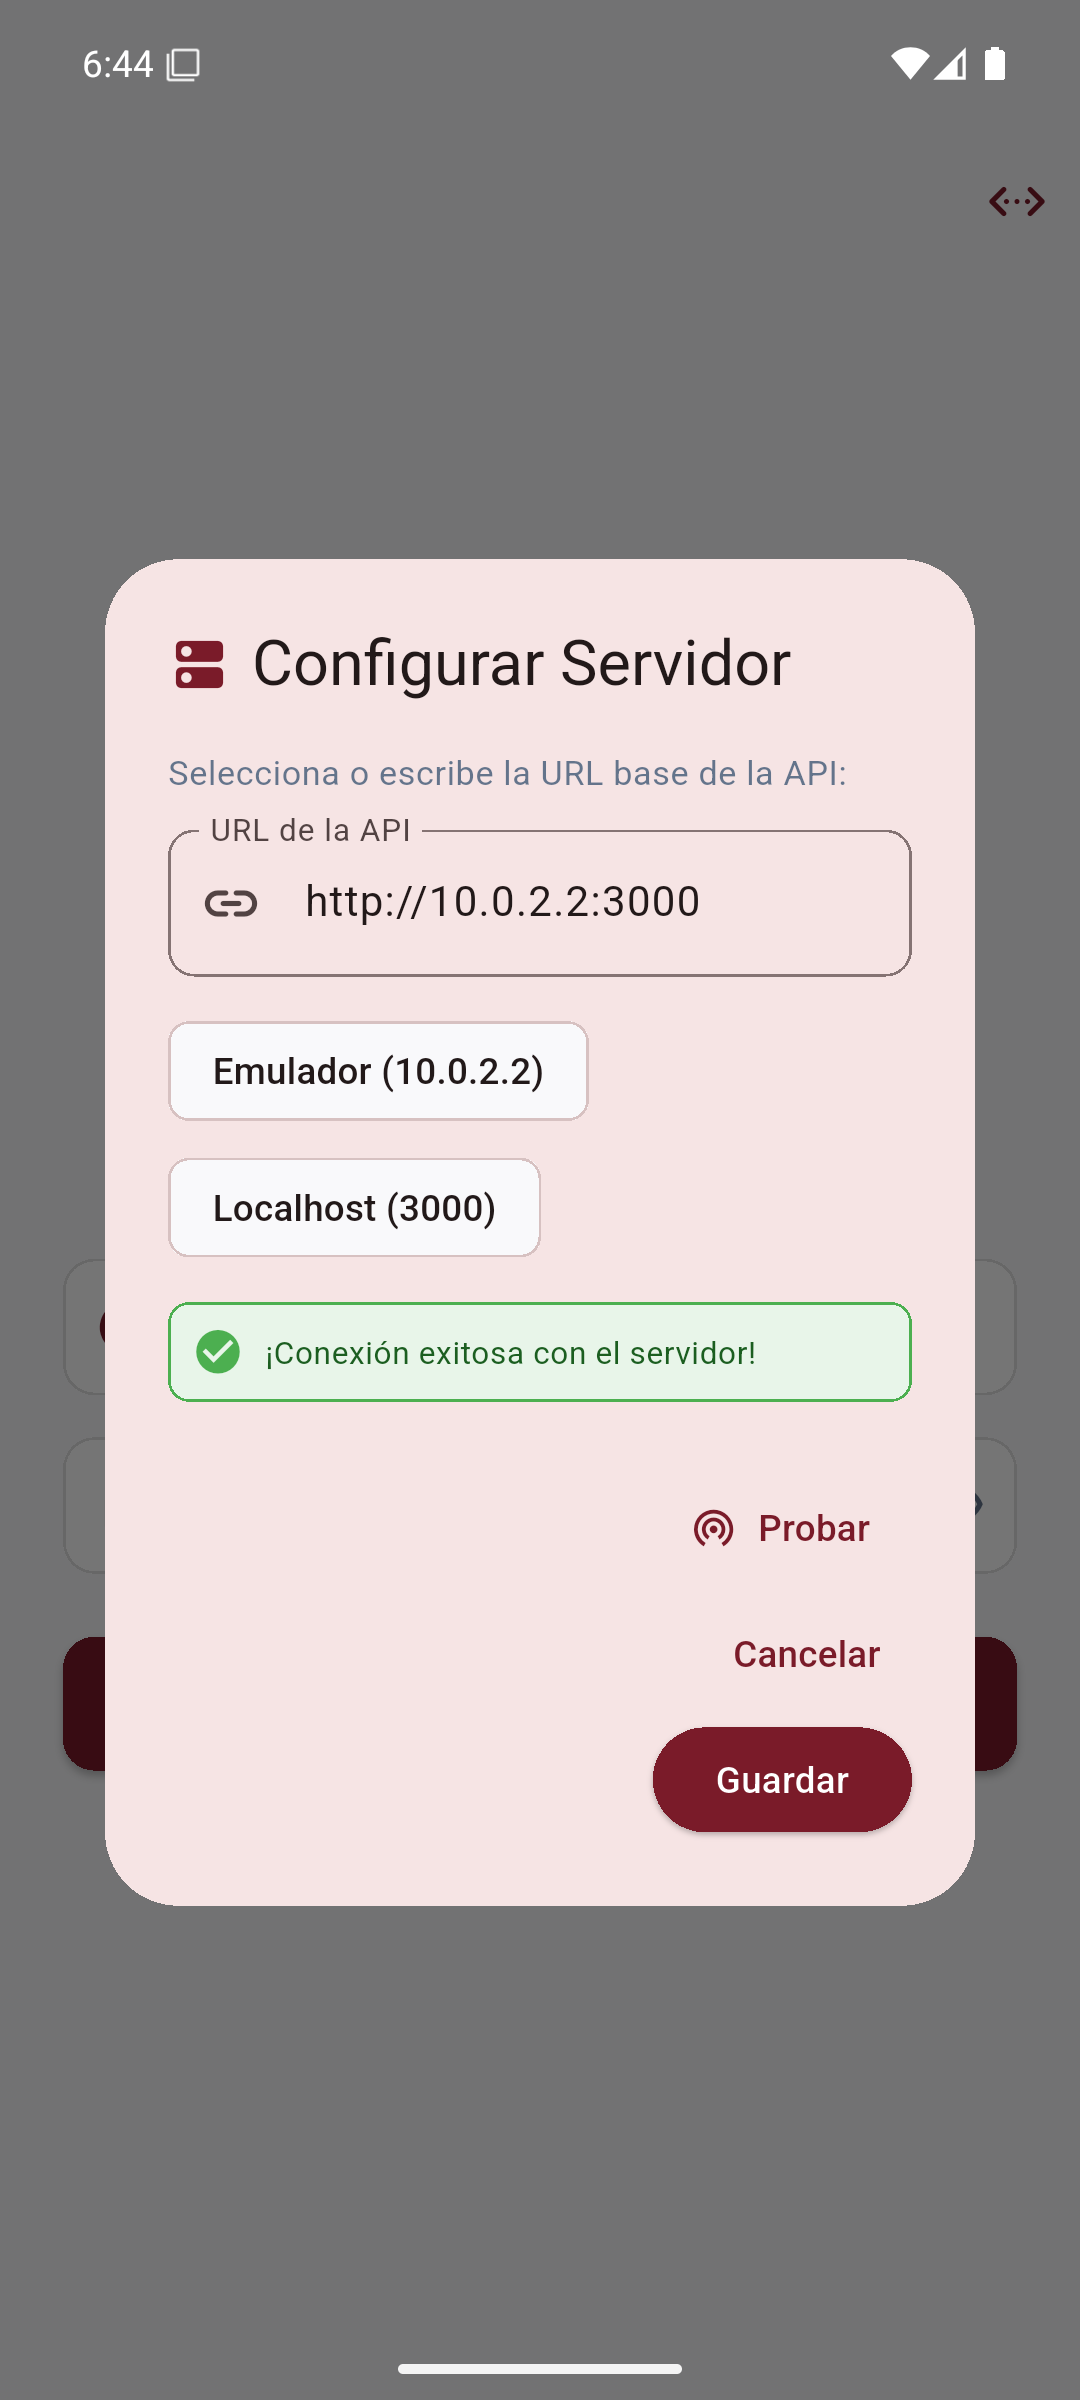 6:44
Configurar Servidor
Selecciona o escribe la URL base de la API:
URL de la API
http://10.0.2.2:3000
Emulador (10.0.2.2)
Localhost (3000)
¡Conexión exitosa con el servidor!
Probar
Cancelar
Guardar